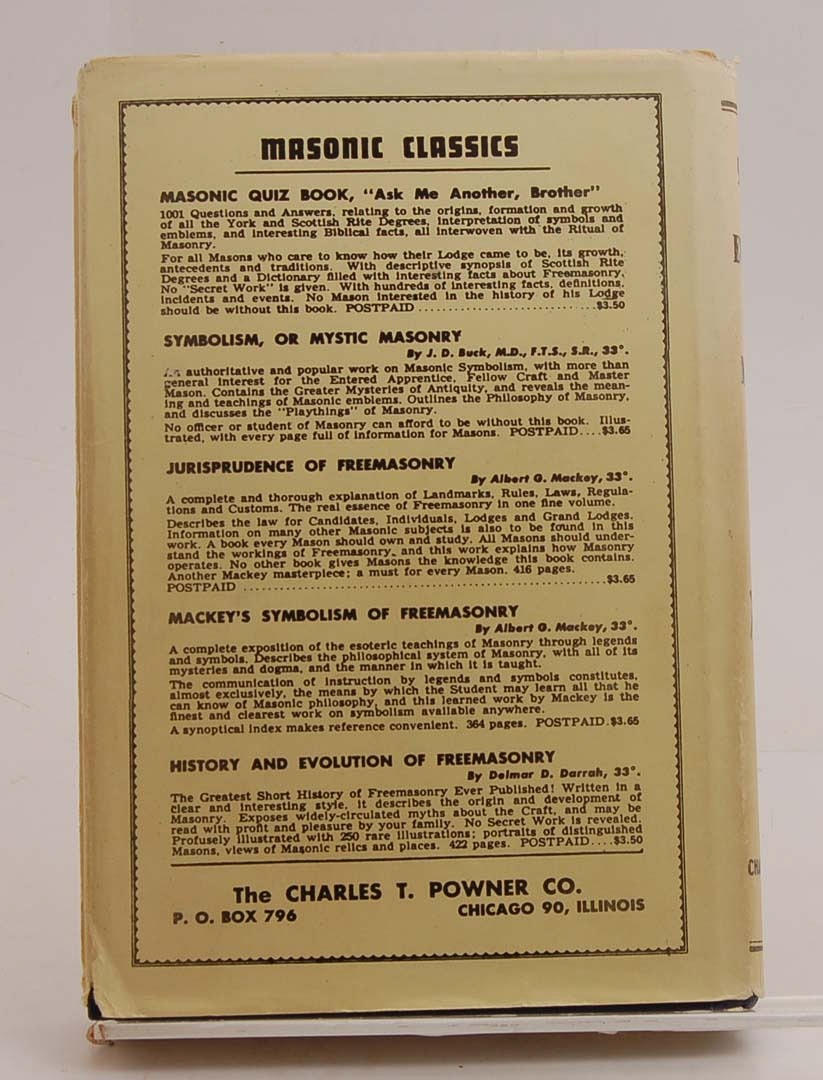 MASONIC CLASSICS
MASONIC QUIZ BOOK, "Ask Me Another, Brother"
1001 Questions and Answers, relating to the origins, formation and growth
of all the York and Scottish Rite Degrees, interpretation of symbols and
emblems, and interesting Biblical facts, all interwoven with the Ritual of
Masonry.
For all Masons who care to know how their Lodge came to be, its growth,
antecedents and traditions. With descriptive synopsis of Scottish Rite
Degrees and a Dictionary filled with interesting facts about Freemasonry.
No "Secret Work" is given. With hundreds of interesting facts, definitions,
incidents and events. No Mason interested in the history of his Lodge
should be without this book. POSTPAID ............................$3.50
SYMBOLISM, OR MYSTIC MASONRY
By J. D. Buck, M.D., F.T.S., S.R., 33°.
authoritative and popular work on Masonic Symbolism, with more than
general interest for the Entered Apprentice, Fellow Craft and Master
Mason. Contains the Greater Mysteries of Antiquity, and reveals the mean-
ing and teachings of Masonic emblems. Outlines the Philosophy of Masonry,
and discusses the "Playthings" of Masonry.
No officer or student of Masonry can afford to be without this book. Illus-
trated, with every page full of information for Masons. POSTPAID....$3.65
JURISPRUDENCE OF FREEMASONRY
By Albert G. Mackey, 33°.
A complete and thorough explanation of Landmarks, Rules, Laws, Regula-
tions and Customs. The real essence of Freemasonry in one fine volume.
Describes the law for Candidates, Individuals, Lodges and Grand Lodges.
Information on many other Masonic subjects is also to be found in this
work. A book every Mason should own and study. All Masons should under-
stand the workings of Freemasonry, and this work explains how Masonry
operates. No other book gives Masons the knowledge this book contains.
Another Mackey masterpiece; a must for every Mason. 416 pages.
POSTPAID ........................................................$3.65
MACKEY'S SYMBOLISM OF FREEMASONRY
By Albert G. Mackey, 33°.
A complete exposition of the esoteric teachings of Masonry through legends
and symbols. Describes the philosophical system of Masonry, with all of its
mysteries and dogma, and the manner in which it is taught.
The communication of instruction by legends and symbols constitutes,
almost exclusively, the means by which the Student may learn all that he
can know of Masonic philosophy, and this learned work by Mackey is the
finest and clearest work on symbolism available anywhere.
A synoptical index makes reference convenient. 364 pages. POSTPAID.$3.65
HISTORY AND EVOLUTION OF FREEMASONRY
By Delmar D. Darrah, 33°.
The Greatest Short History of Freemasonry Ever Published! Written in a
clear and interesting style, it describes the origin and development of
Masonry. Exposes widely-circulated myths about the Craft, and may be
read with profit and pleasure by your family. No Secret Work is revealed.
Profusely illustrated with 250 rare illustrations; portraits of distinguished
Masons, views of Masonic relics and places. 422 pages. POSTPAID....$3.50
The CHARLES T. POWNER CO.
P. O. BOX 796
CHICAGO 90, ILLINOIS